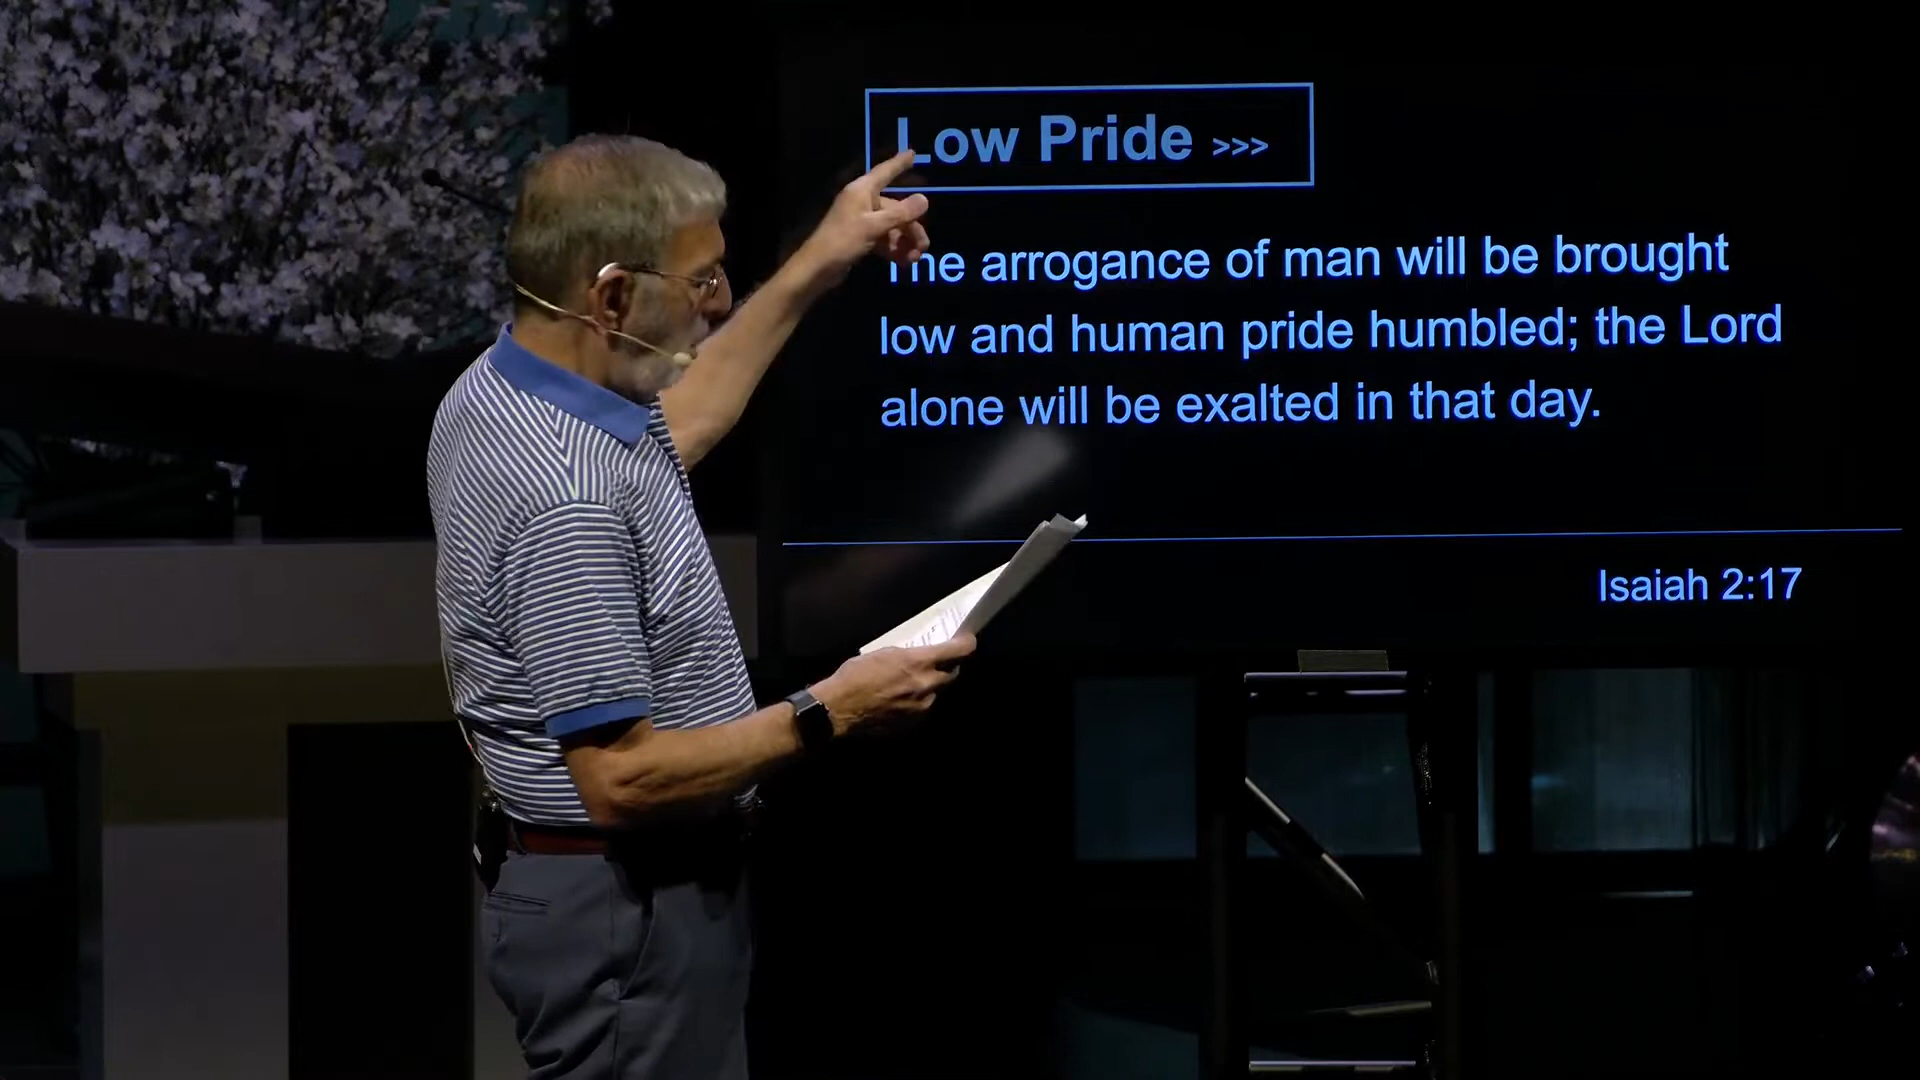 Low Pride >>>
The arrogance of man will be brought
low and human pride humbled; the Lord
alone will be exalted in that day.
Isaiah 2:17